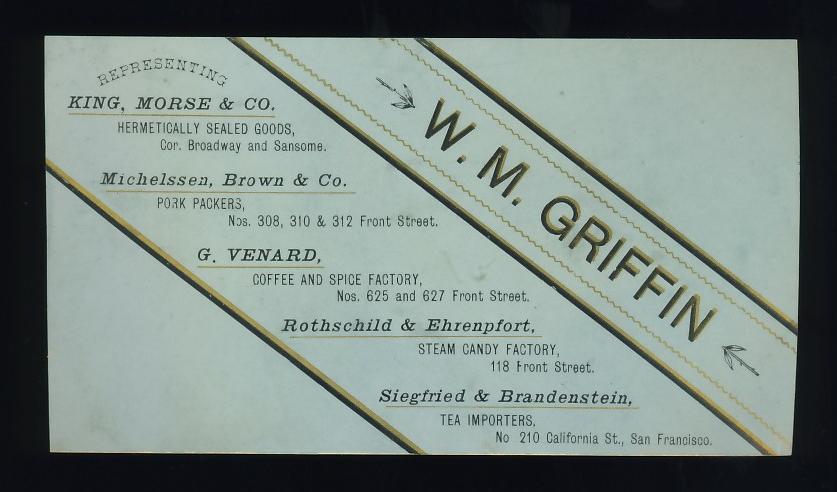 REPRESENTING
KING, MORSE & CO.
HERMETICALLY SEALED GOODS,
Cor. Broadway and Sansome.
Michelssen, Brown & Co.
PORK PACKERS,
Nos. 308, 310 & 312 Front Street.
G. VENARD,
COFFEE AND SPICE FACTORY,
Nos. 625 and 627 Front Street.
Rothschild & Ehrenpfort,
STEAM CANDY FACTORY,
118 Front Street.
Siegfried & Brandenstein,
TEA IMPORTERS,
No 210 California St., San Francisco.
W. M. GRIFFIN